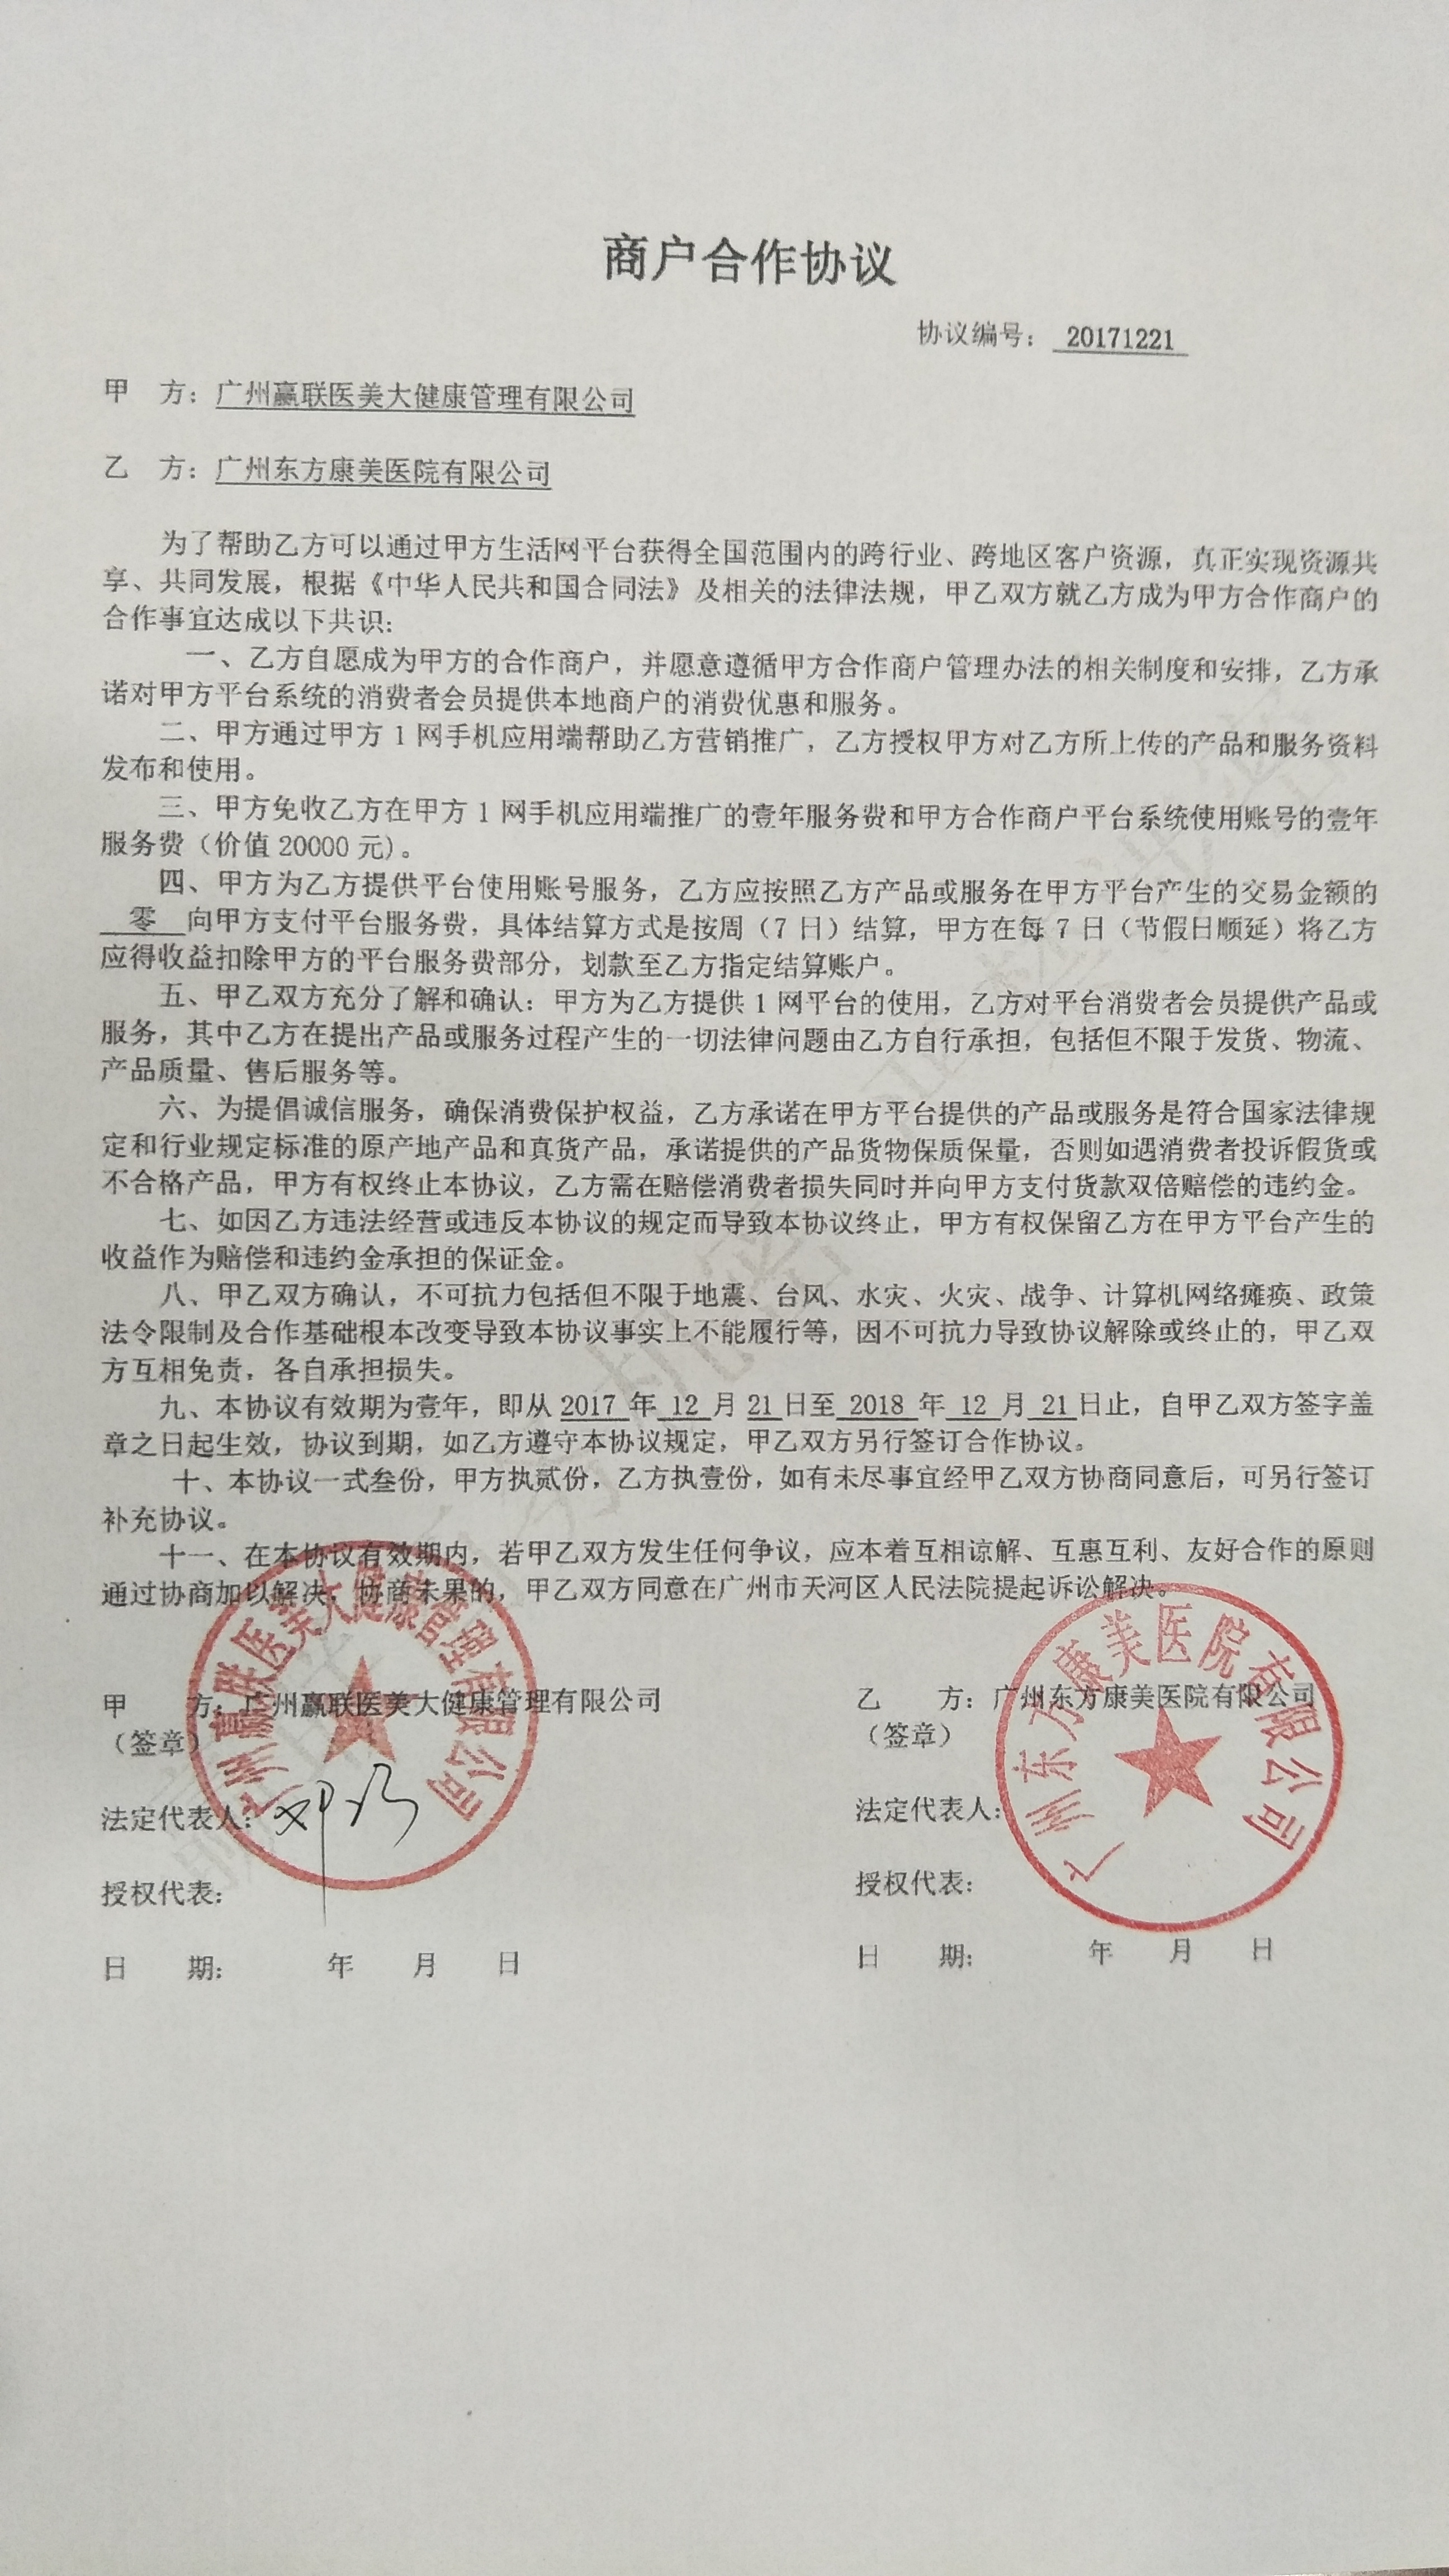 商户合作协议
协议编号： 20171221
甲 方：广州赢联医美大健康管理有限公司
乙 方：广州东方康美医院有限公司
为了帮助乙方可以通过甲方生活网平台获得全国范围内的跨行业、跨地区客户资源，真正实现资源共
享、共同发展，根据《中华人民共和国合同法》及相关的法律法规，甲乙双方就乙方成为甲方合作商户的
合作事宜达成以下共识：
一、乙方自愿成为甲方的合作商户，并愿意遵循甲方合作商户管理办法的相关制度和安排，乙方承
诺对甲方平台系统的消费者会员提供本地商户的消费优惠和服务。
二、甲方通过甲方 1 网手机应用端帮助乙方营销推广，乙方授权甲方对乙方所上传的产品和服务资料
发布和使用。
三、甲方免收乙方在甲方 1 网手机应用端推广的壹年服务费和甲方合作商户平台系统使用账号的壹年
服务费（价值 20000 元)。
四、甲方为乙方提供平台使用账号服务，乙方应按照乙方产品或服务在甲方平台产生的交易金额的
零 向甲方支付平台服务费，具体结算方式是按周（7 日）结算，甲方在每 7 日（节假日顺延）将乙方
应得收益扣除甲方的平台服务费部分，划款至乙方指定结算账户。
五、甲乙双方充分了解和确认：甲方为乙方提供 1 网平台的使用，乙方对平台消费者会员提供产品或
服务，其中乙方在提出产品或服务过程产生的一切法律问题由乙方自行承担，包括但不限于发货、物流、
产品质量、售后服务等。
六、为提倡诚信服务，确保消费保护权益，乙方承诺在甲方平台提供的产品或服务是符合国家法律规
定和行业规定标准的原产地产品和真货产品，承诺提供的产品货物保质保量，否则如遇消费者投诉假货或
不合格产品，甲方有权终止本协议，乙方需在赔偿消费者损失同时并向甲方支付货款双倍赔偿的违约金。
七、如因乙方违法经营或违反本协议的规定而导致本协议终止，甲方有权保留乙方在甲方平台产生的
收益作为赔偿和违约金承担的保证金。
八、甲乙双方确认，不可抗力包括但不限于地震、台风、水灾、火灾、战争、计算机网络瘫痪、政策
法令限制及合作基础根本改变导致本协议事实上不能履行等，因不可抗力导致协议解除或终止的，甲乙双
方互相免责，各自承担损失。
九、本协议有效期为壹年，即从 2017 年 12 月 21 日至 2018 年 12 月 21 日止，自甲乙双方签字盖
章之日起生效，协议到期，如乙方遵守本协议规定，甲乙双方另行签订合作协议。
十、本协议一式叁份，甲方执贰份，乙方执壹份，如有未尽事宜经甲乙双方协商同意后，可另行签订
补充协议。
十一、在本协议有效期内，若甲乙双方发生任何争议，应本着互相谅解、互惠互利、友好合作的原则
通过协商加以解决，协商未果的，甲乙双方同意在广州市天河区人民法院提起诉讼解决。
甲 方：广州赢联医美大健康管理有限公司
（签章）
法定代表人：
授权代表：
日 期： 年 月 日
广州赢联医美大健康管理有限公司
乙 方：广州东方康美医院有限公司
（签章）
法定代表人：
授权代表：
日 期： 年 月 日
广州东方康美医院有限公司